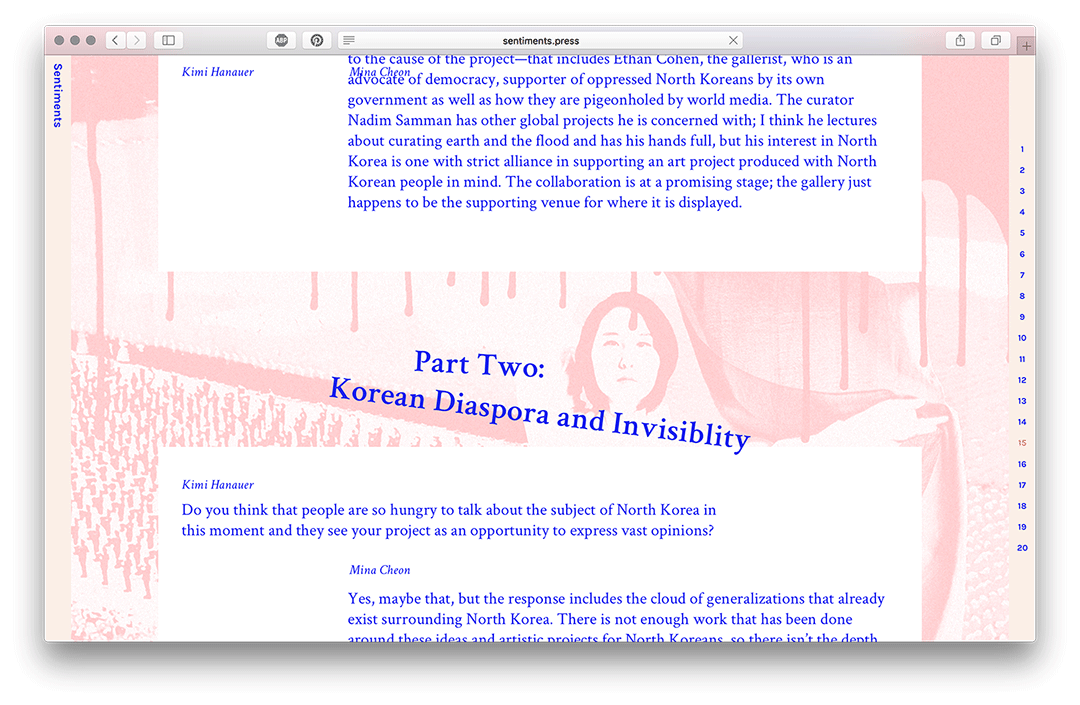 sentiments.press
Sentiments
Kimi Hanauer
Mina Cheon
to the cause of the project—that includes Ethan Cohen, the gallerist, who is an
advocate of democracy, supporter of oppressed North Koreans by its own
government as well as how they are pigeonholed by world media. The curator
Nadim Samman has other global projects he is concerned with; I think he lectures
about curating earth and the flood and has his hands full, but his interest in North
Korea is one with strict alliance in supporting an art project produced with North
Korean people in mind. The collaboration is at a promising stage; the gallery just
happens to be the supporting venue for where it is displayed.
Part Two:
Korean Diaspora and Invisiblity
Kimi Hanauer
Do you think that people are so hungry to talk about the subject of North Korea in
this moment and they see your project as an opportunity to express vast opinions?
Mina Cheon
Yes, maybe that, but the response includes the cloud of generalizations that already
exist surrounding North Korea. There is not enough work that has been done
around these ideas and artistic projects for North Koreans, so there isn't the depth
1
2
3
4
5
6
7
8
9
10
11
12
13
14
15
16
17
18
19
20
ABP